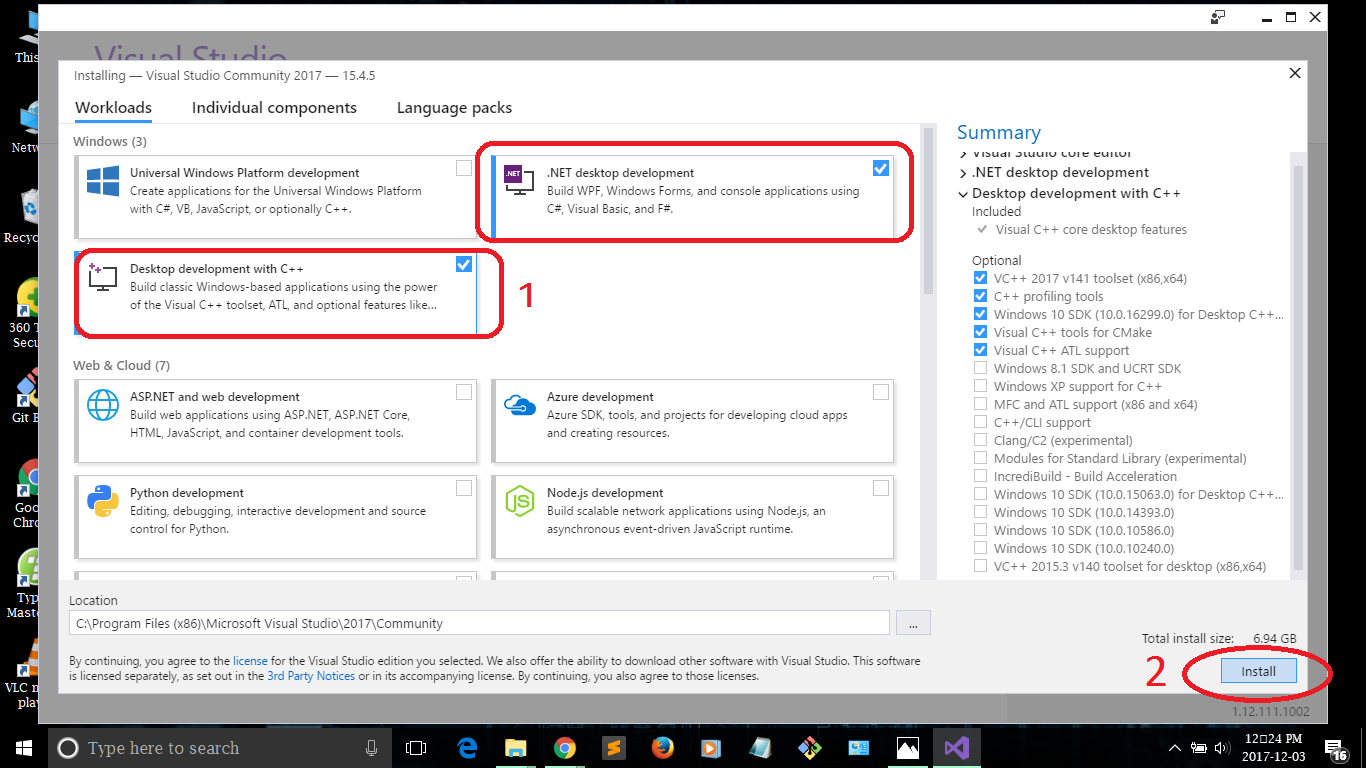 Visual Studio
Installing — Visual Studio Community 2017 — 15.4.5
Workloads
Individual components
Language packs
Windows (3)
Universal Windows Platform development
Create applications for the Universal Windows Platform
with C#, VB, JavaScript, or optionally C++.
.NET
.NET desktop development
Build WPF, Windows Forms, and console applications using
C#, Visual Basic, and F#.
Desktop development with C++
Build classic Windows-based applications using the power
of the Visual C++ toolset, ATL, and optional features like...
1
Web & Cloud (7)
ASP.NET and web development
Build web applications using ASP.NET, ASP.NET Core,
HTML, JavaScript, and container development tools.
Azure development
Azure SDK, tools, and projects for developing cloud apps
and creating resources.
Python development
Editing, debugging, interactive development and source
control for Python.
Node.js development
Build scalable network applications using Node.js, an
asynchronous event-driven JavaScript runtime.
Summary
Visual Studio core editor
.NET desktop development
Desktop development with C++
Included
Visual C++ core desktop features
Optional
VC++ 2017 v141 toolset (x86,x64)
C++ profiling tools
Windows 10 SDK (10.0.16299.0) for Desktop C++...
Visual C++ tools for CMake
Visual C++ ATL support
Windows 8.1 SDK and UCRT SDK
Windows XP support for C++
MFC and ATL support (x86 and x64)
C++/CLI support
Clang/C2 (experimental)
Modules for Standard Library (experimental)
IncrediBuild - Build Acceleration
Windows 10 SDK (10.0.15063.0) for Desktop C++...
Windows 10 SDK (10.0.14393.0)
Windows 10 SDK (10.0.10586.0)
Windows 10 SDK (10.0.10240.0)
VC++ 2015.3 v140 toolset for desktop (x86,x64)
Location
C:\Program Files (x86)\Microsoft Visual Studio\2017\Community
...
By continuing, you agree to the license for the Visual Studio edition you selected. We also offer the ability to download other software with Visual Studio. This software
is licensed separately, as set out in the 3rd Party Notices or in its accompanying license. By continuing, you also agree to those licenses.
Total install size: 6.94 GB
2
Install
1.12.111.1002
This
Netw
Recyc
360 T
Secu
Git B
Goo
Chro
Typ
Maste
VLC m
play
Type here to search
12□24 PM
2017-12-03
16